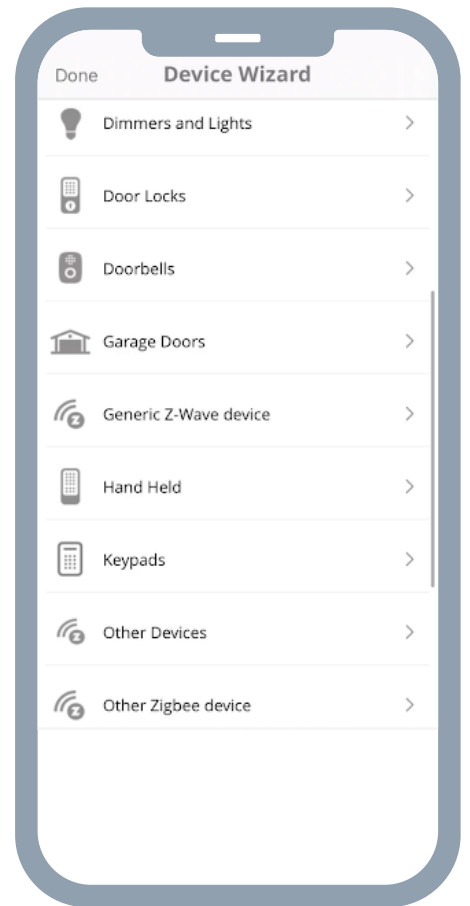 Done
Device Wizard
Dimmers and Lights
Door Locks
Doorbells
Garage Doors
Generic Z-Wave device
Hand Held
Keypads
Other Devices
Other Zigbee device